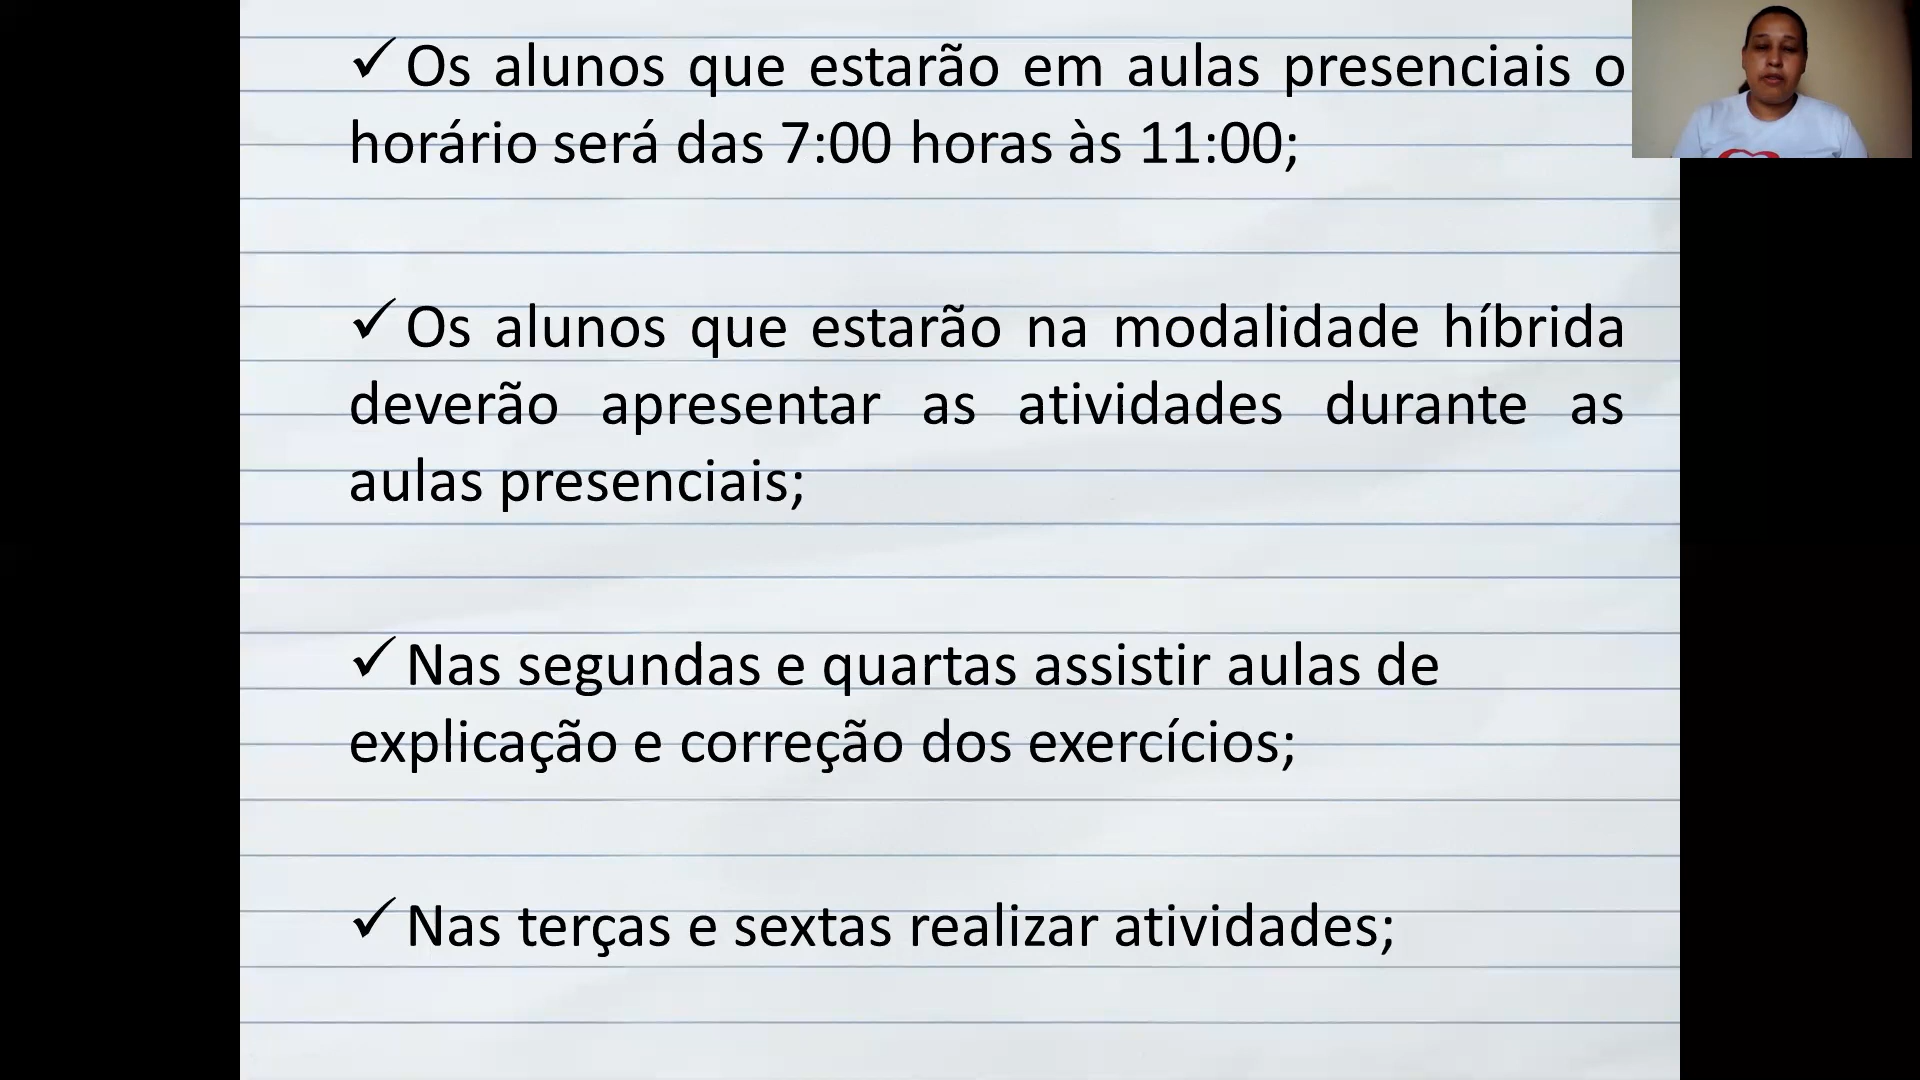 ✓Os alunos que estarão em aulas presenciais o
horário será das 7:00 horas às 11:00;
✓Os alunos que estarão na modalidade híbrida
deverão apresentar as atividades durante as
aulas presenciais;
✓Nas segundas e quartas assistir aulas de
explicação e correção dos exercícios;
✓Nas terças e sextas realizar atividades;